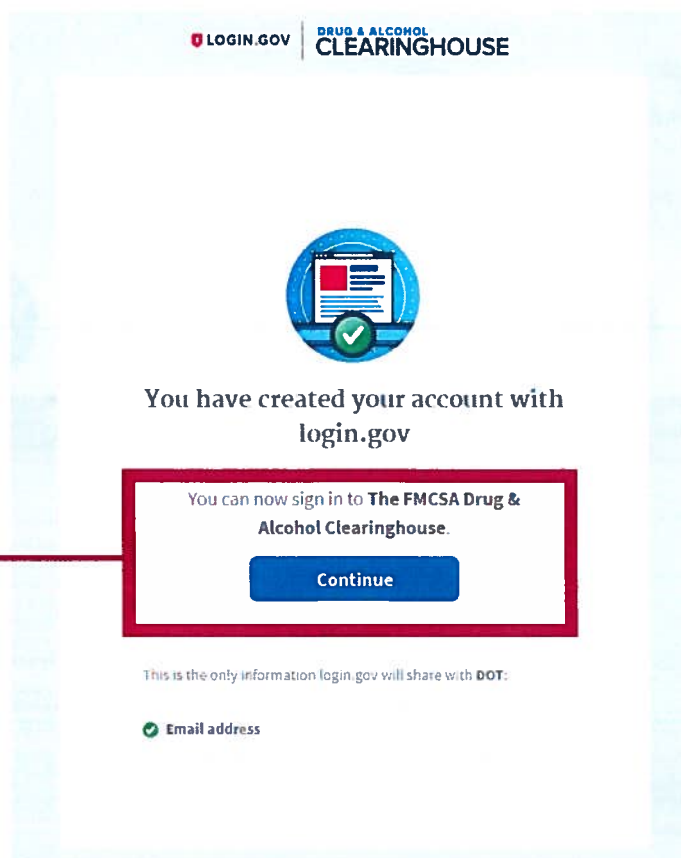 LOGIN.GOV
DRUG & ALCOHOL
CLEARINGHOUSE
You have created your account with
login.gov
You can now sign in to The FMCSA Drug &
Alcohol Clearinghouse.
Continue
This is the only information login.gov will share with DOT:
Email address